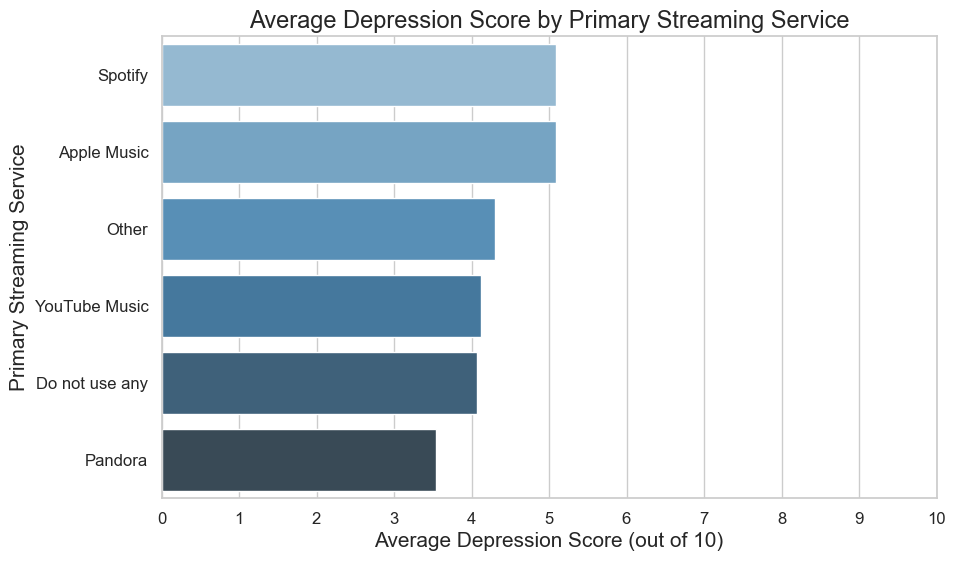 Average Depression Score by Primary Streaming Service
Primary Streaming Service
Spotify
Apple Music
Other
YouTube Music
Do not use any
Pandora
0 1 2 3 4 5 6 7 8 9 10
Average Depression Score (out of 10)